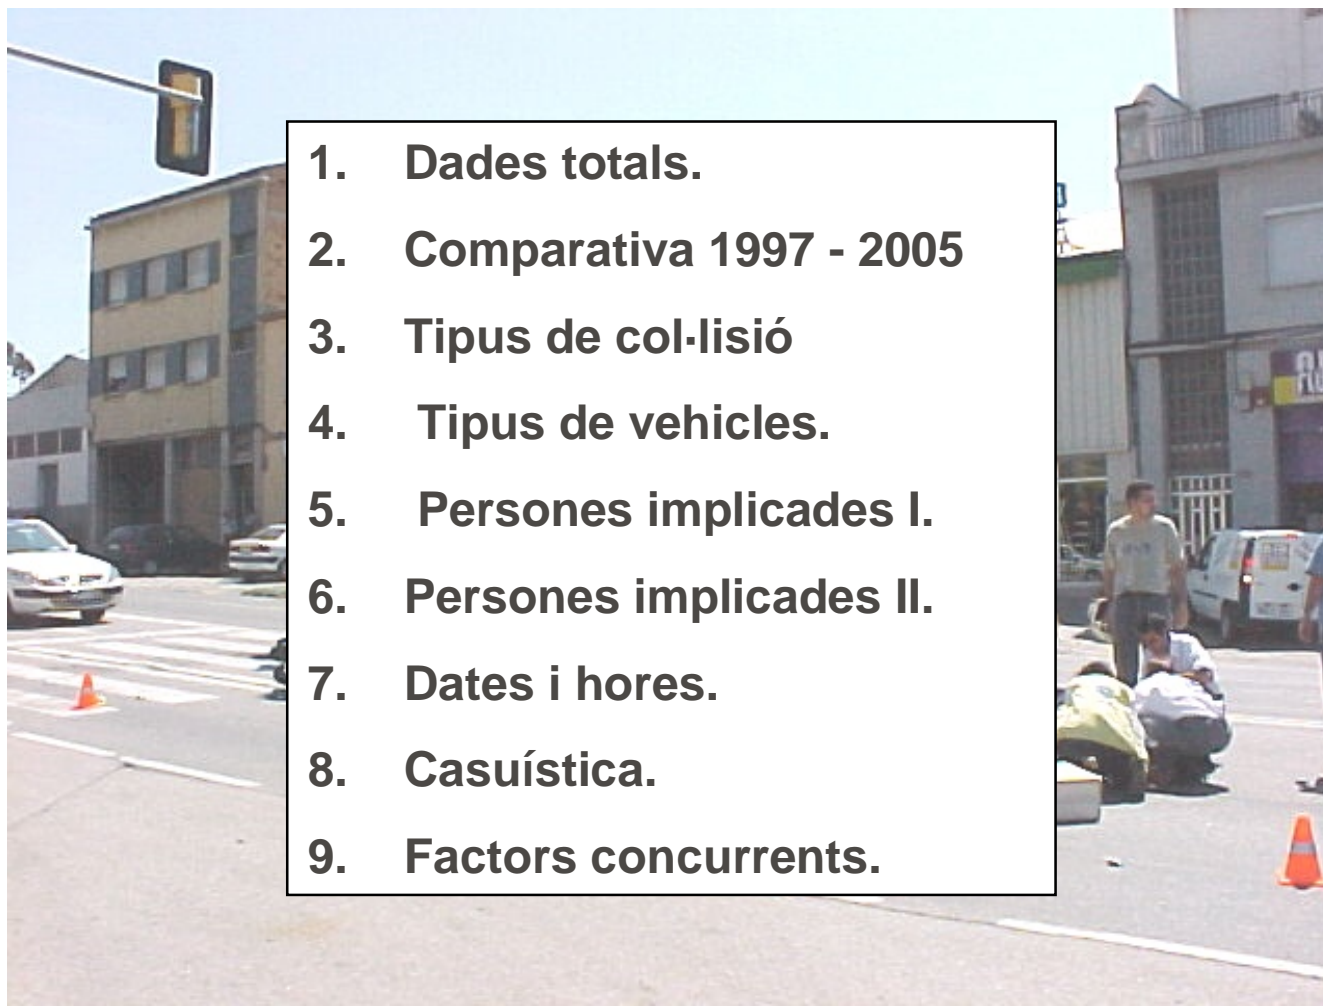 1. Dades totals.
2. Comparativa 1997 - 2005
3. Tipus de col·lisió
4. Tipus de vehicles.
5. Persones implicades I.
6. Persones implicades II.
7. Dates i hores.
8. Casuística.
9. Factors concurrents.